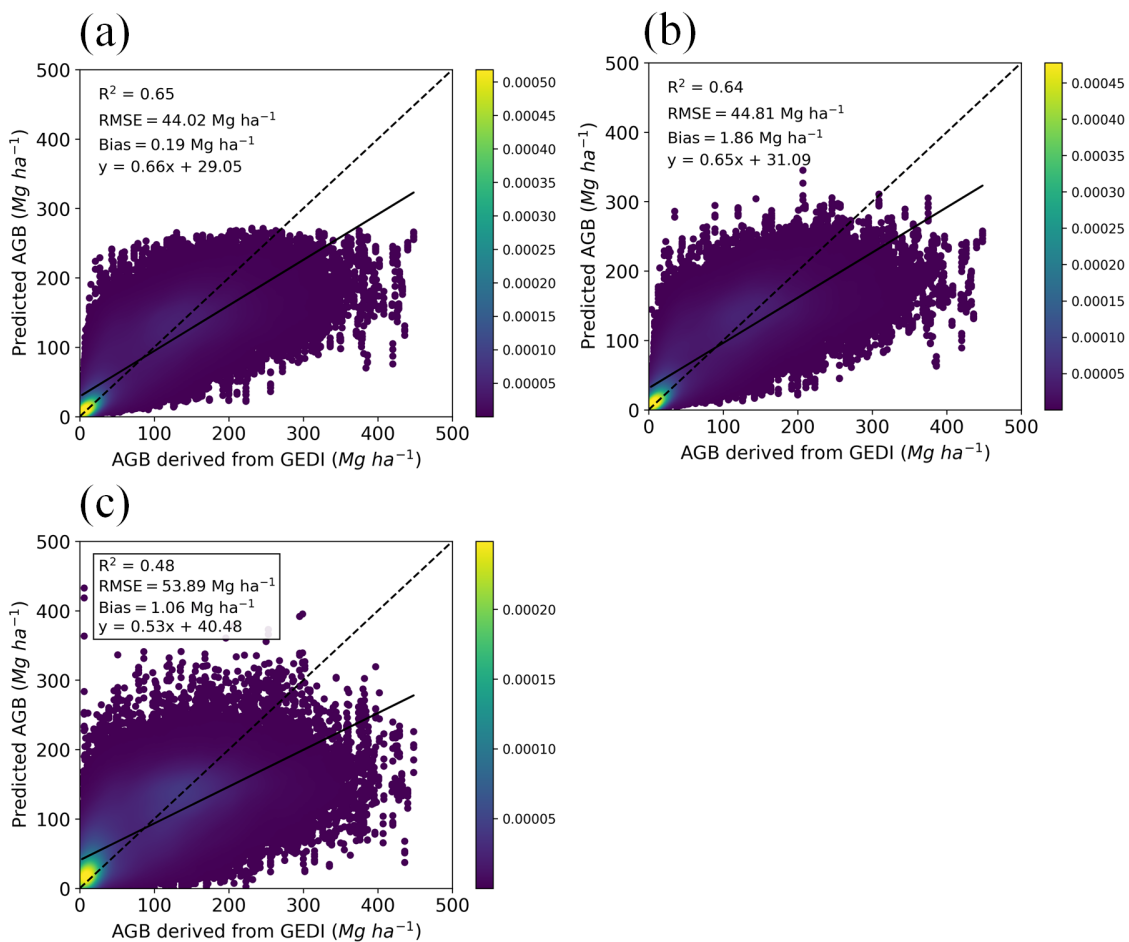 (a)
R² = 0.65
RMSE = 44.02 Mg ha⁻¹
Bias = 0.19 Mg ha⁻¹
y = 0.66x + 29.05
Predicted AGB (Mg ha⁻¹)
500
400
300
200
100
0
0 100 200 300 400 500
AGB derived from GEDI (Mg ha⁻¹)
0.00050
0.00045
0.00040
0.00035
0.00030
0.00025
0.00020
0.00015
0.00010
0.00005
(b)
R² = 0.64
RMSE = 44.81 Mg ha⁻¹
Bias = 1.86 Mg ha⁻¹
y = 0.65x + 31.09
Predicted AGB (Mg ha⁻¹)
500
400
300
200
100
0
0 100 200 300 400 500
AGB derived from GEDI (Mg ha⁻¹)
0.00045
0.00040
0.00035
0.00030
0.00025
0.00020
0.00015
0.00010
0.00005
(c)
R² = 0.48
RMSE = 53.89 Mg ha⁻¹
Bias = 1.06 Mg ha⁻¹
y = 0.53x + 40.48
Predicted AGB (Mg ha⁻¹)
500
400
300
200
100
0
0 100 200 300 400 500
AGB derived from GEDI (Mg ha⁻¹)
0.00020
0.00015
0.00010
0.00005